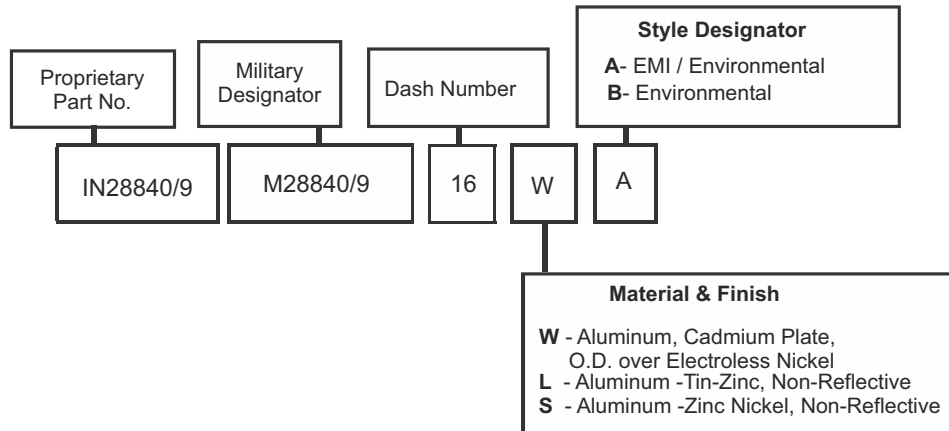 Style Designator
A- EMI / Environmental
B- Environmental
Proprietary
Part No.
Military
Designator
Dash Number
IN28840/9
M28840/9
16
W
A
Material & Finish
W - Aluminum, Cadmium Plate,
O.D. over Electroless Nickel
L - Aluminum -Tin-Zinc, Non-Reflective
S - Aluminum -Zinc Nickel, Non-Reflective